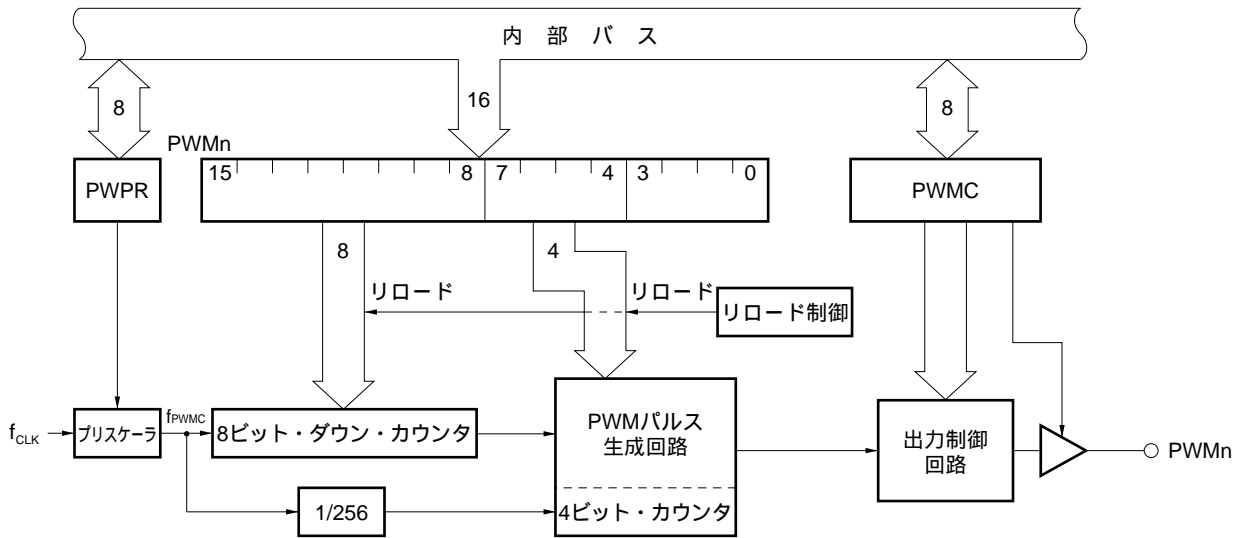 内 部 バ ス
8
16
8
PWMn
15 8 7 4 3 0
PWPR
PWMC
8
4
リロード
リロード
リロード制御
fCLK
プリスケーラ
fPWMC
8ビット・ダウン・カウンタ
PWMパルス
生成回路
出力制御
回路
PWMn
1/256
4ビット・カウンタ